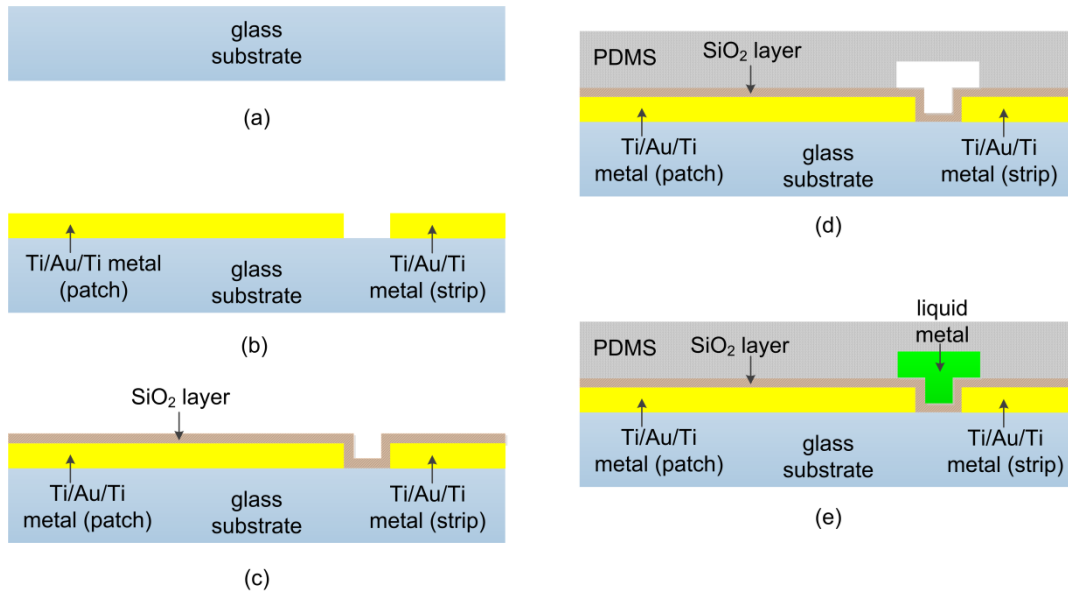 glass
substrate
(a)
Ti/Au/Ti metal
(patch)
glass
substrate
Ti/Au/Ti
metal (strip)
(b)
SiO₂ layer
Ti/Au/Ti
metal (patch)
glass
substrate
Ti/Au/Ti
metal (strip)
(c)
PDMS
SiO₂ layer
Ti/Au/Ti
metal (patch)
glass
substrate
Ti/Au/Ti
metal (strip)
(d)
liquid
metal
PDMS
SiO₂ layer
Ti/Au/Ti
metal (patch)
glass
substrate
Ti/Au/Ti
metal (strip)
(e)